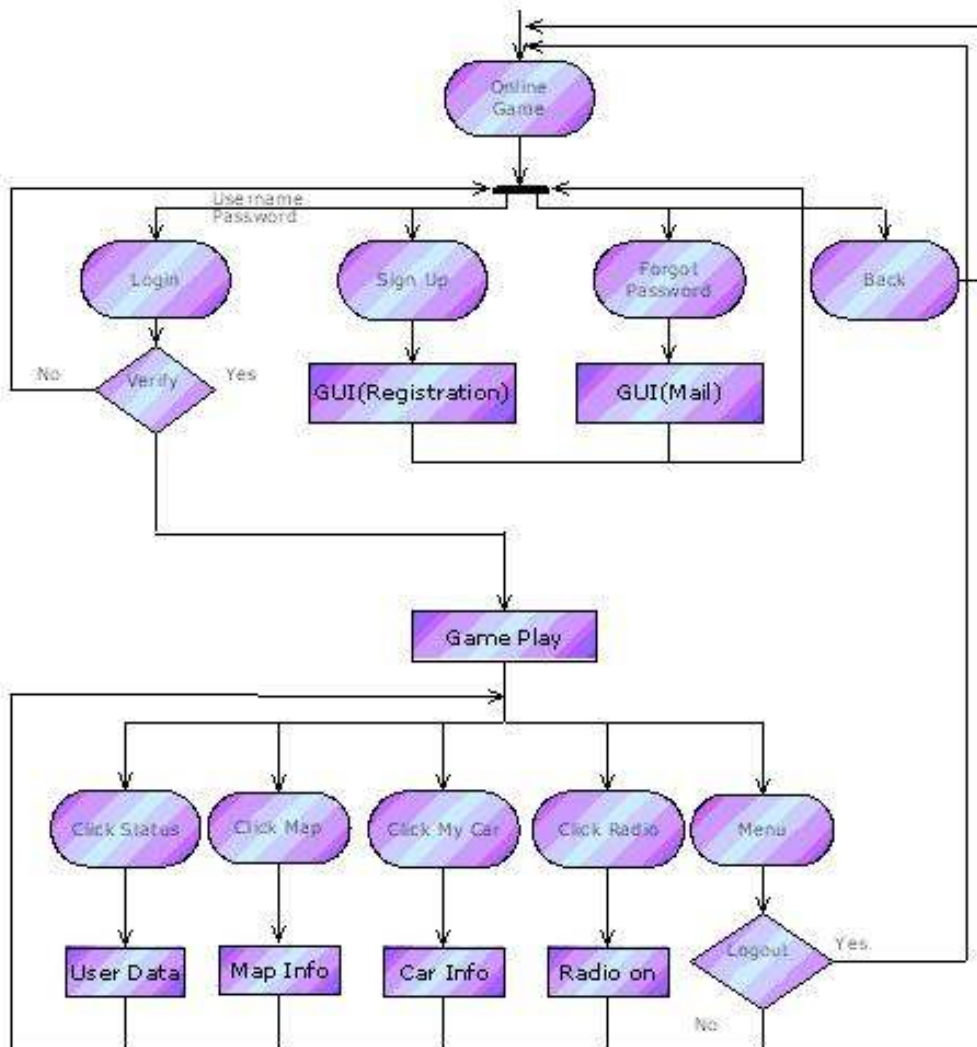 Online
Game
Username
Password
Login
Sign Up
Forgot
Password
Back
No
Verify
Yes
GUI(Registration)
GUI(Mail)
Game Play
Click Status
Click Map
Click My Car
Click Radio
Menu
User Data
Map Info
Car Info
Radio on
Logout
Yes
No